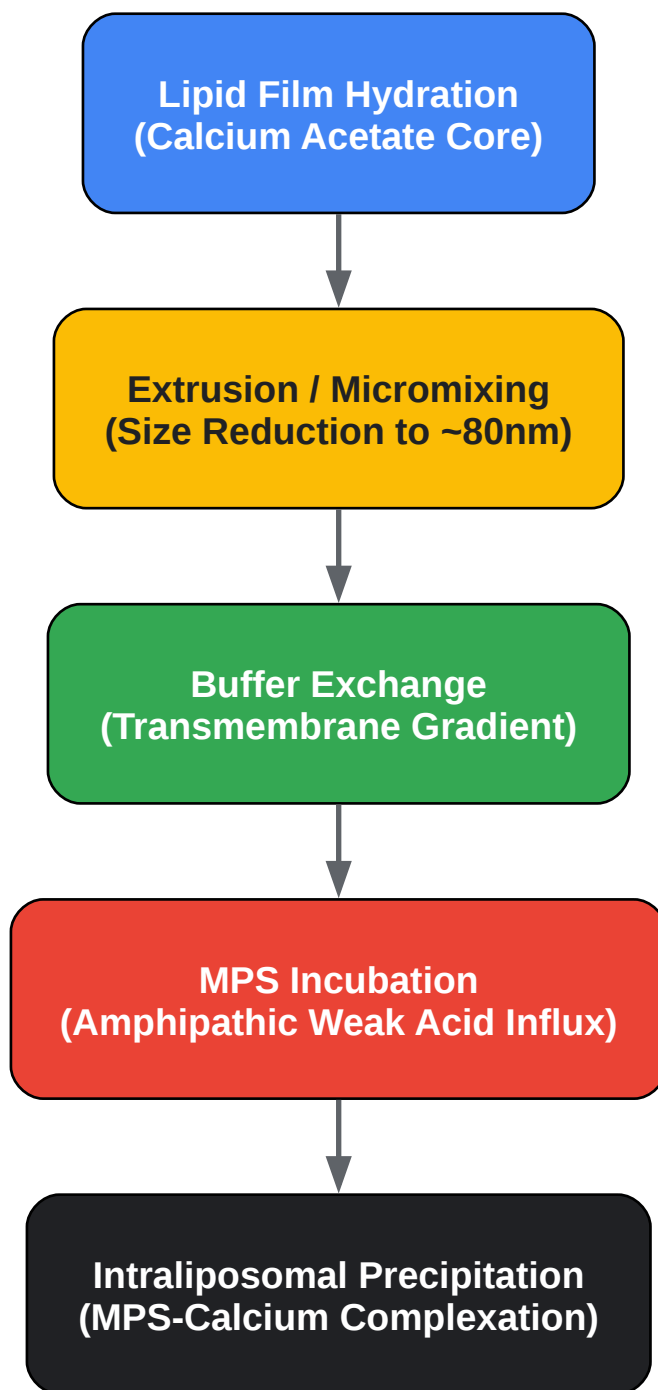 Lipid Film Hydration
(Calcium Acetate Core)
Extrusion / Micromixing
(Size Reduction to ~80nm)
Buffer Exchange
(Transmembrane Gradient)
MPS Incubation
(Amphipathic Weak Acid Influx)
Intraliposomal Precipitation
(MPS-Calcium Complexation)